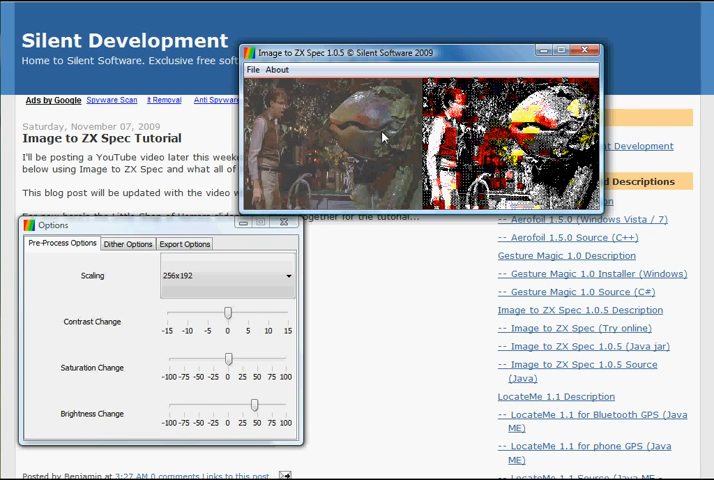 Silent Development
Home to Silent Software. Exclusive free soft
Image to ZX Spec 1.0.5 © Silent Software 2009
File About
Ads by Google Spyware Scan It Removal Anti Spyware
Saturday, November 07, 2009
Image to ZX Spec Tutorial
I'll be posting a YouTube video later this weeke
below using Image to ZX Spec and what all of
This blog post will be updated with the video w
together for the tutorial...
Options
Pre-Process Options Dither Options Export Options
Scaling 256x192
Contrast Change
-15 -10 -5 0 5 10 15
Saturation Change
-100 -75 -50 -25 0 25 50 75 100
Brightness Change
-100 -75 -50 -25 0 25 50 75 100
Posted by Benjamin at 3:27 AM 0 comments Links to this post
ent Development
d Descriptions
on
-- Aerofoil 1.5.0 (Windows Vista / 7)
-- Aerofoil 1.5.0 Source (C++)
Gesture Magic 1.0 Description
-- Gesture Magic 1.0 Installer (Windows)
-- Gesture Magic 1.0 Source (C#)
Image to ZX Spec 1.0.5 Description
-- Image to ZX Spec (Try online)
-- Image to ZX Spec 1.0.5 (Java jar)
-- Image to ZX Spec 1.0.5 Source
(Java)
LocateMe 1.1 Description
-- LocateMe 1.1 for Bluetooth GPS (Java
ME)
-- LocateMe 1.1 for phone GPS (Java
ME)
-- LocateMe 1.1 Source (Java ME -